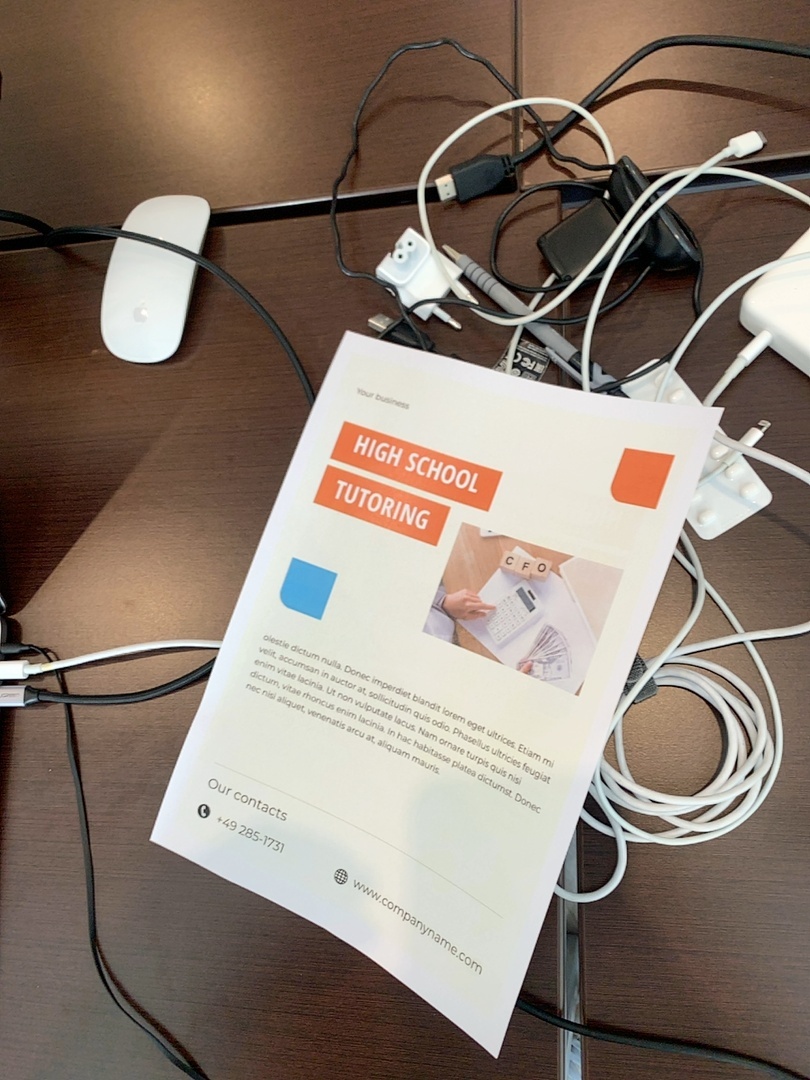 Your business
HIGH SCHOOL
TUTORING
CFO
olestie dictum nulla. Donec imperdiet blandit lorem eget ultrices. Etiam mi
velit, accumsan in auctor at, sollicitudin quis odio. Phasellus ultricies feugiat
enim vitae lacinia. Ut non vulputate lacus. Nam ornare turpis quis nisi
dictum, vitae rhoncus enim lacinia. In hac habitasse platea dictumst. Donec
nec nisi aliquet, venenatis arcu at, aliquam mauris.
Our contacts
+49 285-1731
www.companyname.com